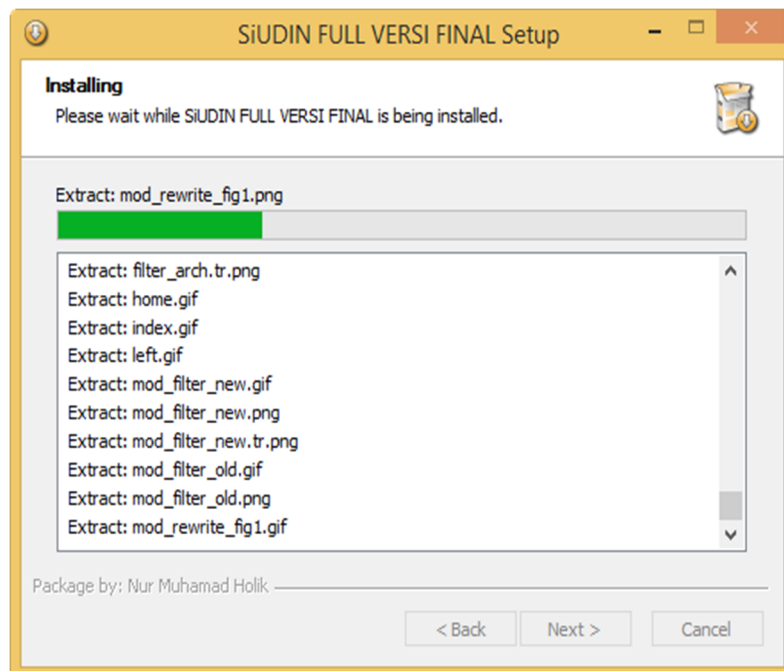 SiUDIN FULL VERSI FINAL Setup
Installing
Please wait while SiUDIN FULL VERSI FINAL is being installed.
Extract: mod_rewrite_fig1.png
Extract: filter_arch.tr.png
Extract: home.gif
Extract: index.gif
Extract: left.gif
Extract: mod_filter_new.gif
Extract: mod_filter_new.png
Extract: mod_filter_new.tr.png
Extract: mod_filter_old.gif
Extract: mod_filter_old.png
Extract: mod_rewrite_fig1.gif
Package by: Nur Muhamad Holik
< Back Next > Cancel